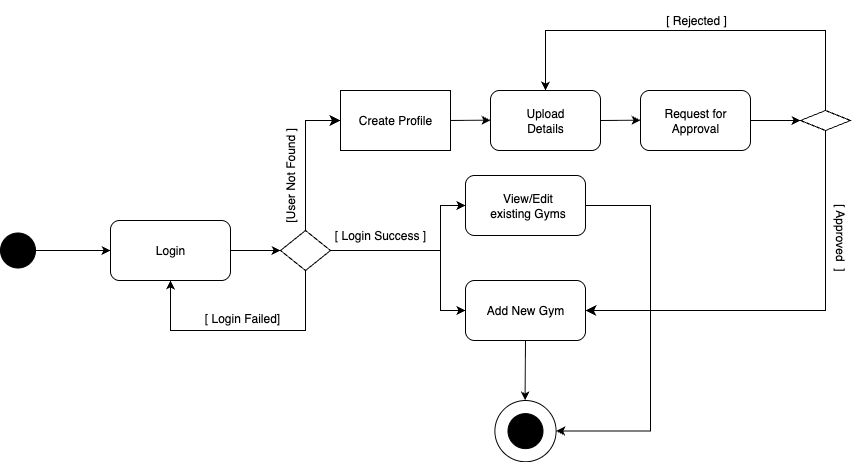 [ Rejected ]
Create Profile
Upload
Details
Request for
Approval
[User Not Found ]
View/Edit
existing Gyms
[ Approved  ]
[ Login Success ]
Login
[ Login Failed]
Add New Gym